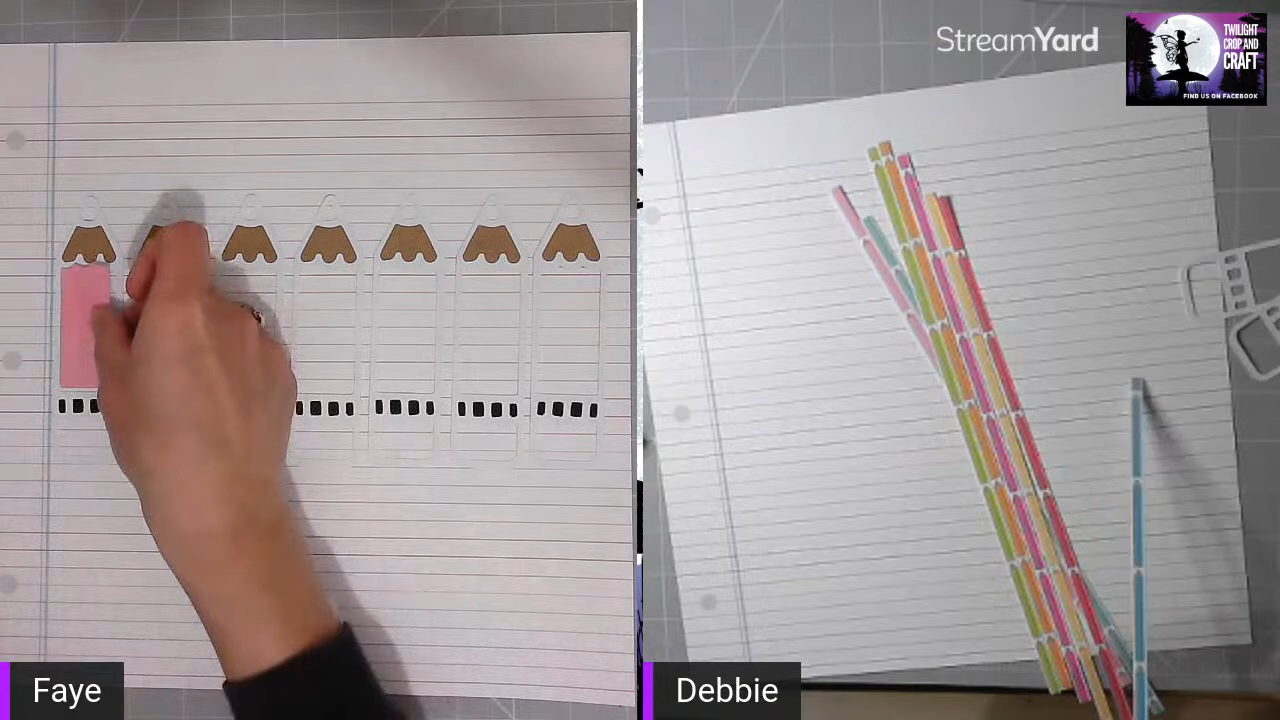 StreamYard
TWILIGHT
CROP AND
CRAFT
FIND US ON FACEBOOK
Faye
Debbie